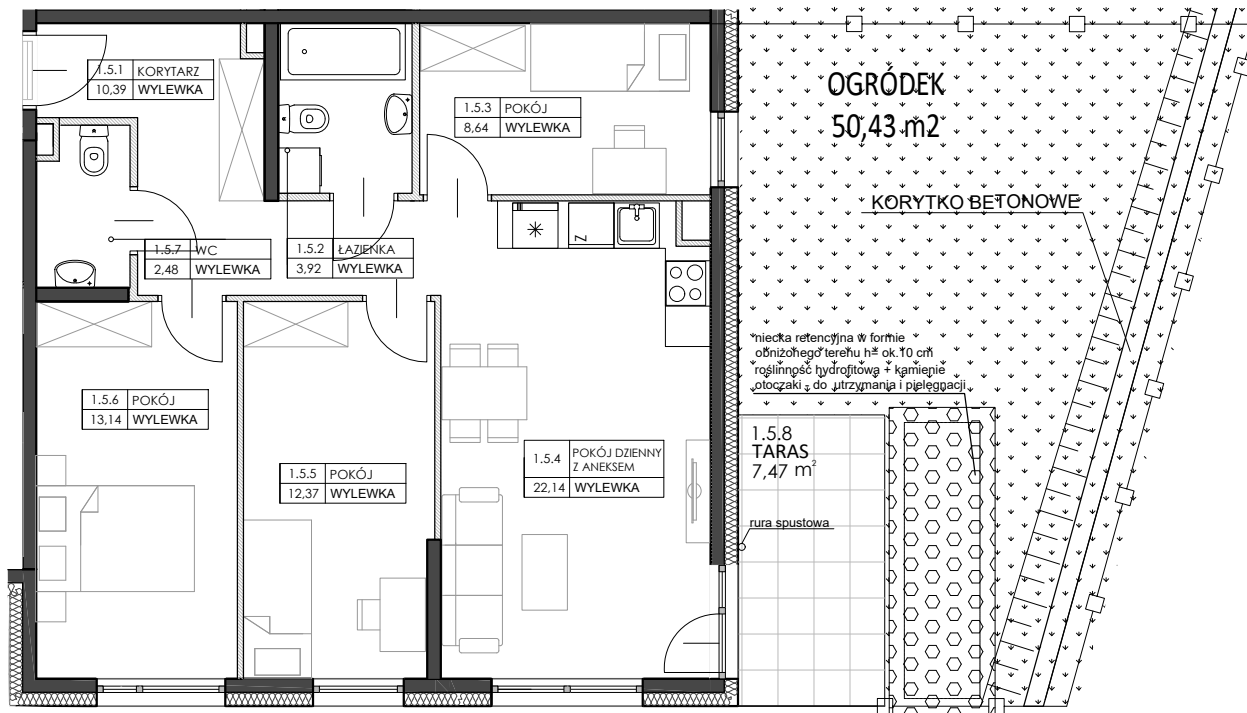 1.5.1 KORYTARZ
10,39 WYLEWKA
1.5.3 POKÓJ
8,64 WYLEWKA
OGRÓDEK
50,43 m2
KORYTKO BETONOWE
1.5.7 WC
2,48 WYLEWKA
1.5.2 ŁAZIENKA
3,92 WYLEWKA
Z
niecka retencyjna w formie
obniżonego terenu h= ok.10 cm
roślinność hydrofitowa + kamienie
otoczaki - do utrzymania i pielęgnacji
1.5.6 POKÓJ
13,14 WYLEWKA
1.5.5 POKÓJ
12,37 WYLEWKA
1.5.4 POKÓJ DZIENNY
Z ANEKSEM
22,14 WYLEWKA
1.5.8
TARAS
7,47 m²
rura spustowa